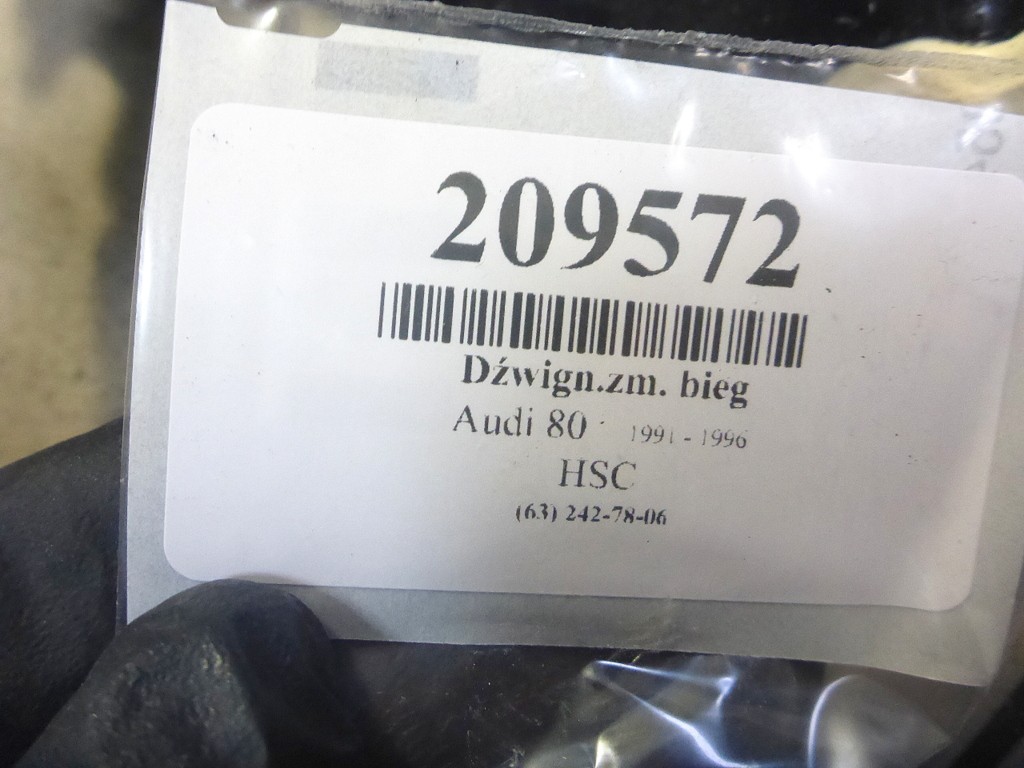 209572
Dźwign.zm. bieg
Audi 80 1991 - 1996
HSC
(63) 242-78-06